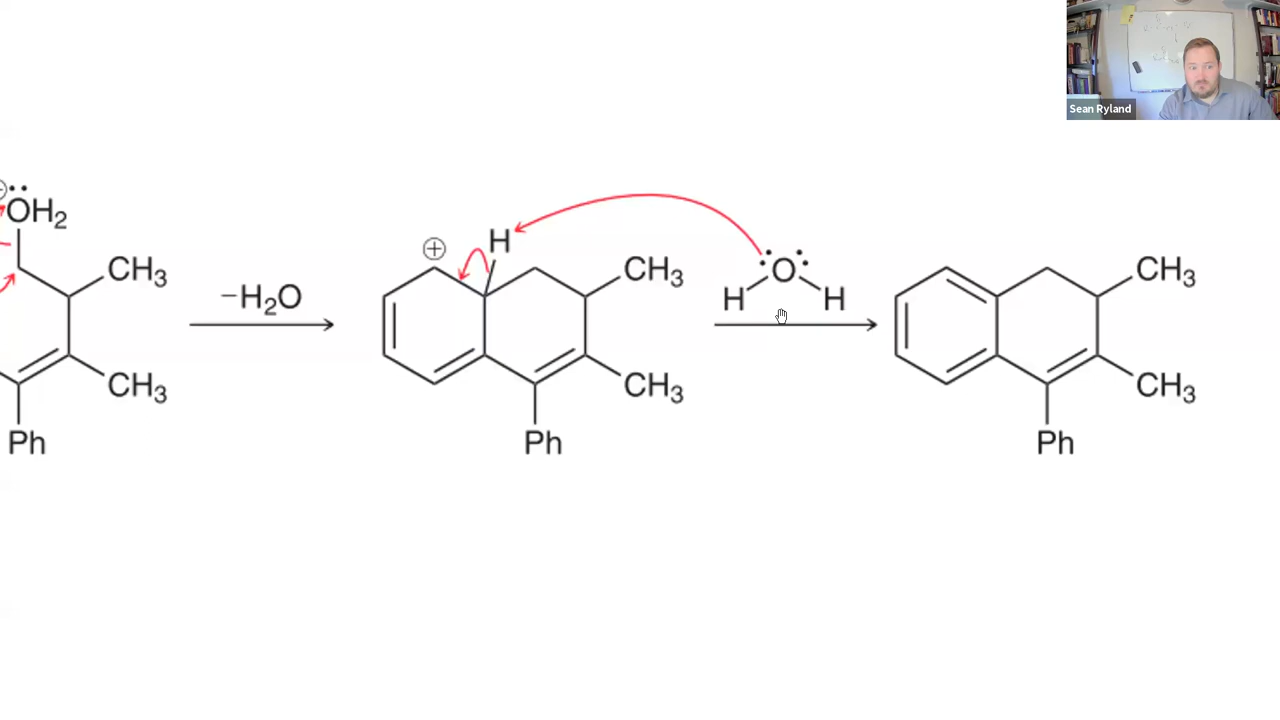 Sean Ryland
⊕
OH2
CH3
CH3
Ph
−H2O
⊕
H
CH3
CH3
Ph
O
H H
CH3
CH3
Ph